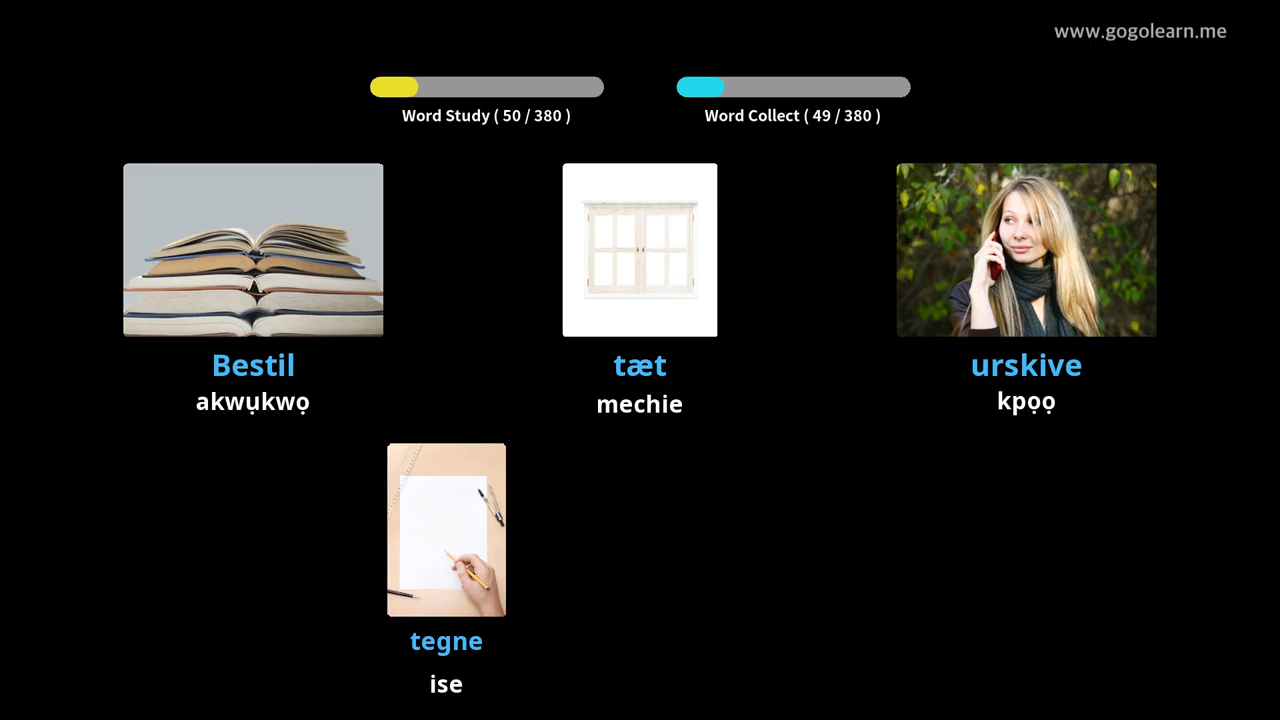 www.gogolearn.me
Word Study ( 50 / 380 )
Word Collect ( 49 / 380 )
Bestil
akwụkwọ
tæt
mechie
urskive
kpọọ
tegne
ise